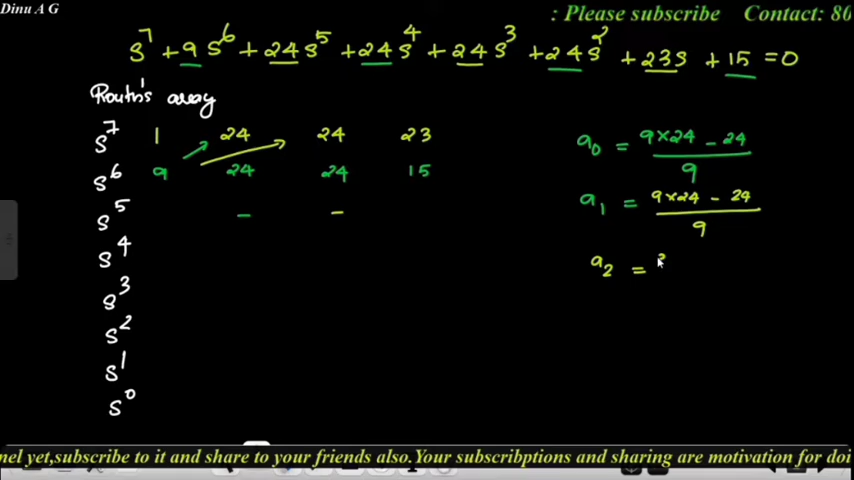 Dinu A G
: Please subscribe Contact: 86
s⁷ + 9s⁶ + 24s⁵ + 24s⁴ + 24s³ + 24s² + 23s + 15 = 0
Routh's array
s⁷ 1 24 24 23
s⁶ 9 24 24 15
s⁵ – –
s⁴
s³
s²
s¹
s⁰
a₀ = (9×24 - 24)/9
a₁ = (9×24 - 24)/9
a₂ =
nel yet,subscribe to it and share to your friends also.Your subscribptions and sharing are motivation for doi